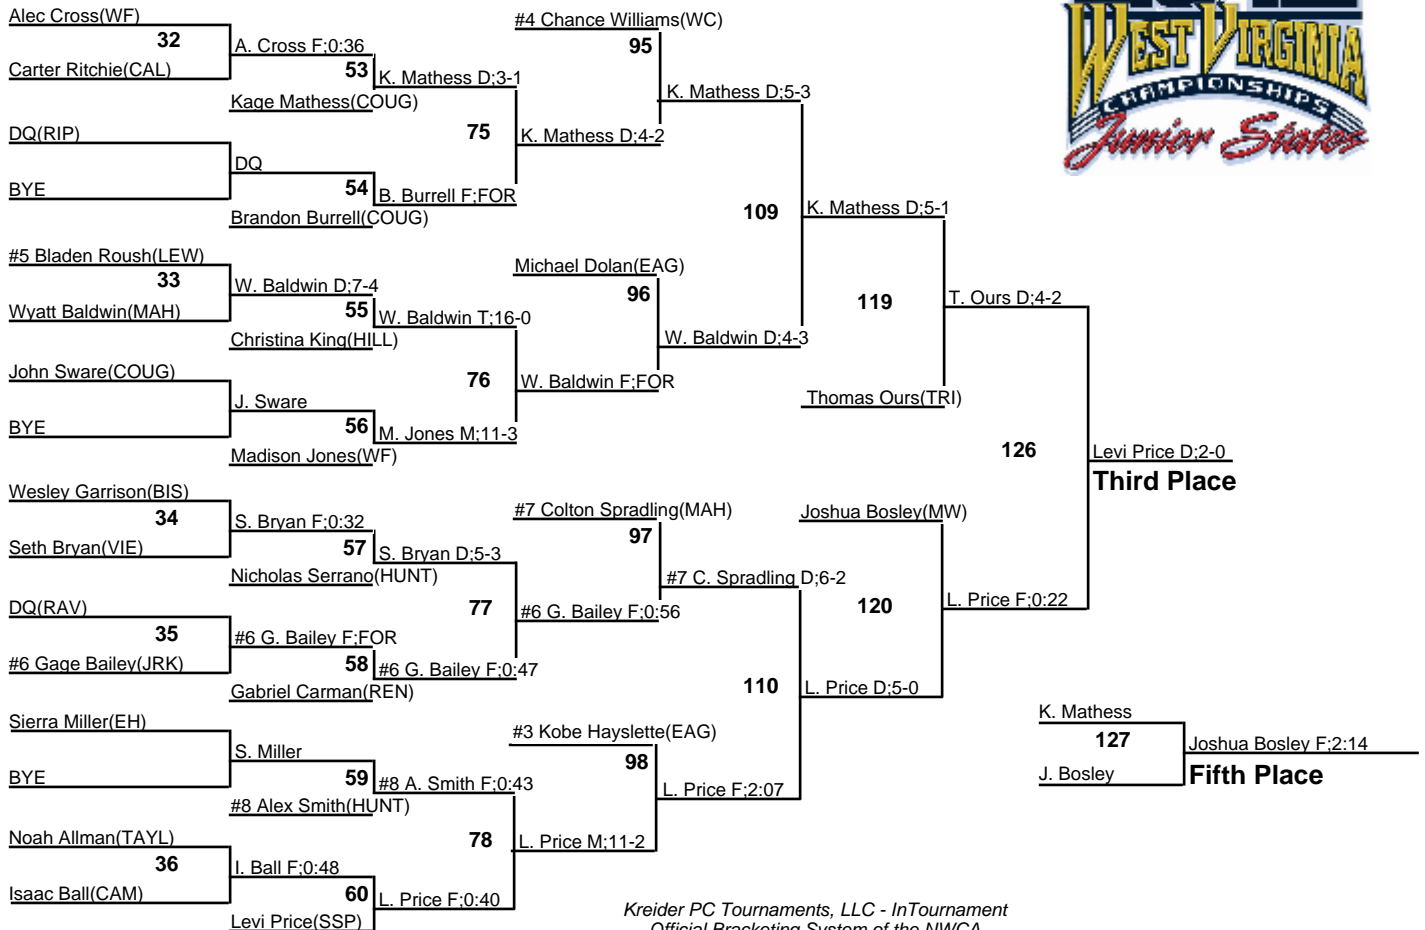 WEST VIRGINIA
CHAMPIONSHIPS
Junior States
Alec Cross(WF)
32
Carter Ritchie(CAL)
A. Cross F;0:36
53
Kage Mathess(COUG)
K. Mathess D;3-1
DQ(RIP)
BYE
DQ
54
Brandon Burrell(COUG)
B. Burrell F;FOR
75
K. Mathess D;4-2
#4 Chance Williams(WC)
95
K. Mathess D;5-3
#5 Bladen Roush(LEW)
33
Wyatt Baldwin(MAH)
W. Baldwin D;7-4
55
Christina King(HILL)
W. Baldwin T;16-0
John Sware(COUG)
BYE
J. Sware
56
Madison Jones(WF)
M. Jones M;11-3
76
W. Baldwin F;FOR
Michael Dolan(EAG)
96
W. Baldwin D;4-3
109
K. Mathess D;5-1
119
Thomas Ours(TRI)
T. Ours D;4-2
Wesley Garrison(BIS)
34
Seth Bryan(VIE)
S. Bryan F;0:32
57
Nicholas Serrano(HUNT)
S. Bryan D;5-3
DQ(RAV)
35
#6 Gage Bailey(JRK)
#6 G. Bailey F;FOR
58
Gabriel Carman(REN)
#6 G. Bailey F;0:47
77
#6 G. Bailey F;0:56
#7 Colton Spradling(MAH)
97
#7 C. Spradling D;6-2
Sierra Miller(EH)
BYE
S. Miller
59
#8 Alex Smith(HUNT)
#8 A. Smith F;0:43
Noah Allman(TAYL)
36
Isaac Ball(CAM)
I. Ball F;0:48
60
Levi Price(SSP)
L. Price F;0:40
78
L. Price M;11-2
#3 Kobe Hayslette(EAG)
98
L. Price F;2:07
110
L. Price D;5-0
Joshua Bosley(MW)
120
L. Price F;0:22
126
Levi Price D;2-0
Third Place
K. Mathess
127
J. Bosley
Joshua Bosley F;2:14
Fifth Place
Kreider PC Tournaments, LLC - InTournament
Official Bracketing System of the NWCA